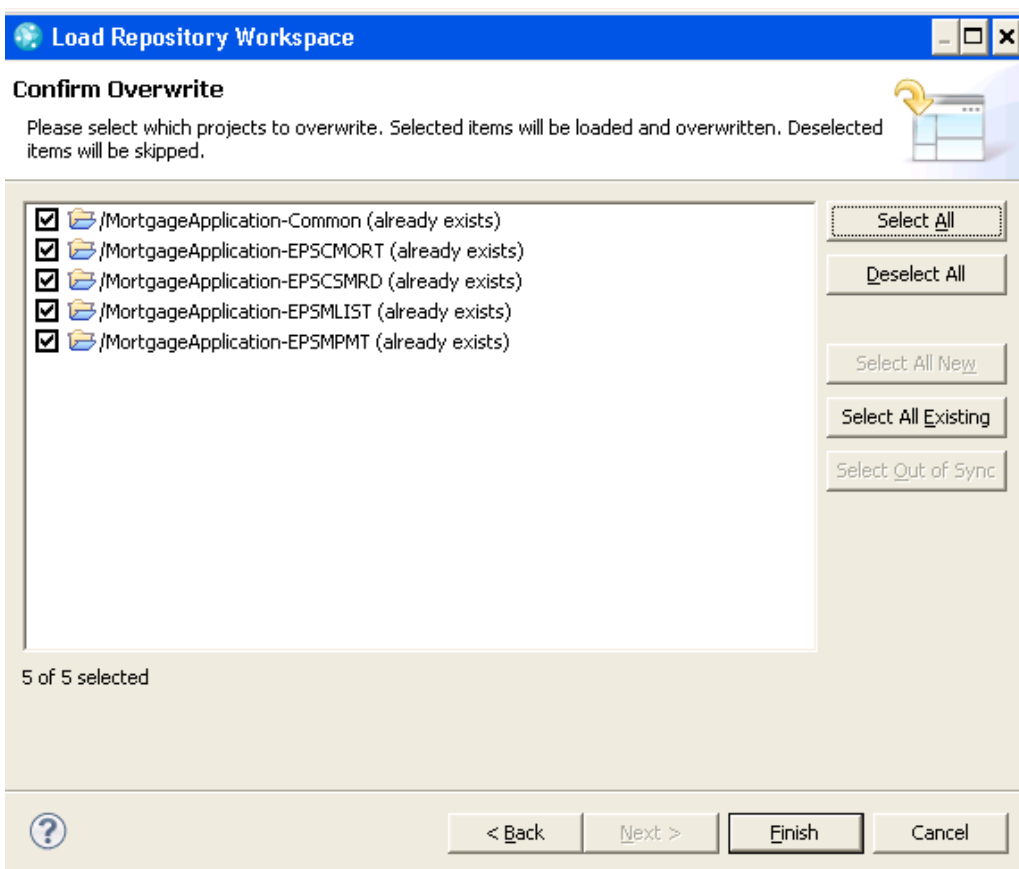 Load Repository Workspace
Confirm Overwrite
Please select which projects to overwrite. Selected items will be loaded and overwritten. Deselected
items will be skipped.
/MortgageApplication-Common (already exists)
/MortgageApplication-EPSCMORT (already exists)
/MortgageApplication-EPSCSMRD (already exists)
/MortgageApplication-EPSMLIST (already exists)
/MortgageApplication-EPSMPMT (already exists)
Select All
Deselect All
Select All New
Select All Existing
Select Out of Sync
5 of 5 selected
?
< Back
Next >
Finish
Cancel